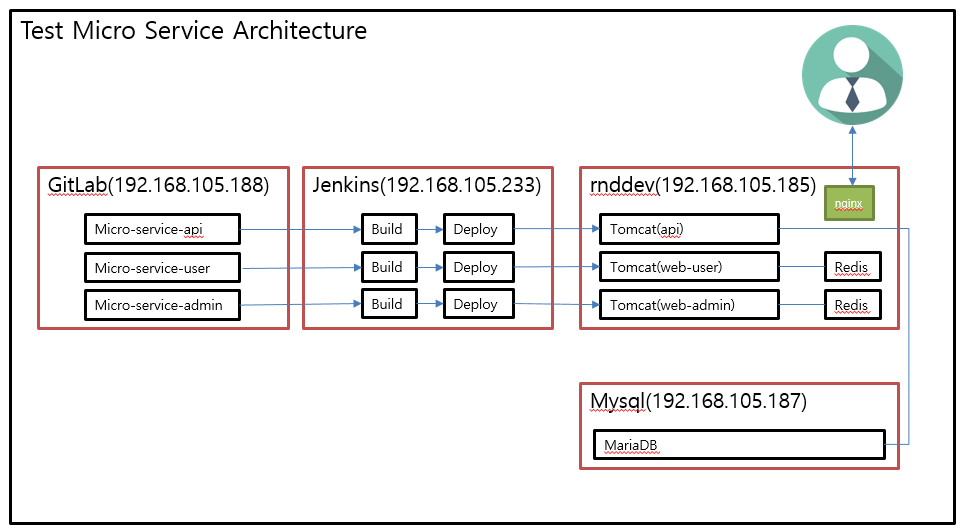 Test Micro Service Architecture
GitLab(192.168.105.188)
Micro-service-api
Micro-service-user
Micro-service-admin
Jenkins(192.168.105.233)
Build
Deploy
Build
Deploy
Build
Deploy
rnddev(192.168.105.185)
nginx
Tomcat(api)
Tomcat(web-user)
Redis
Tomcat(web-admin)
Redis
Mysql(192.168.105.187)
MariaDB